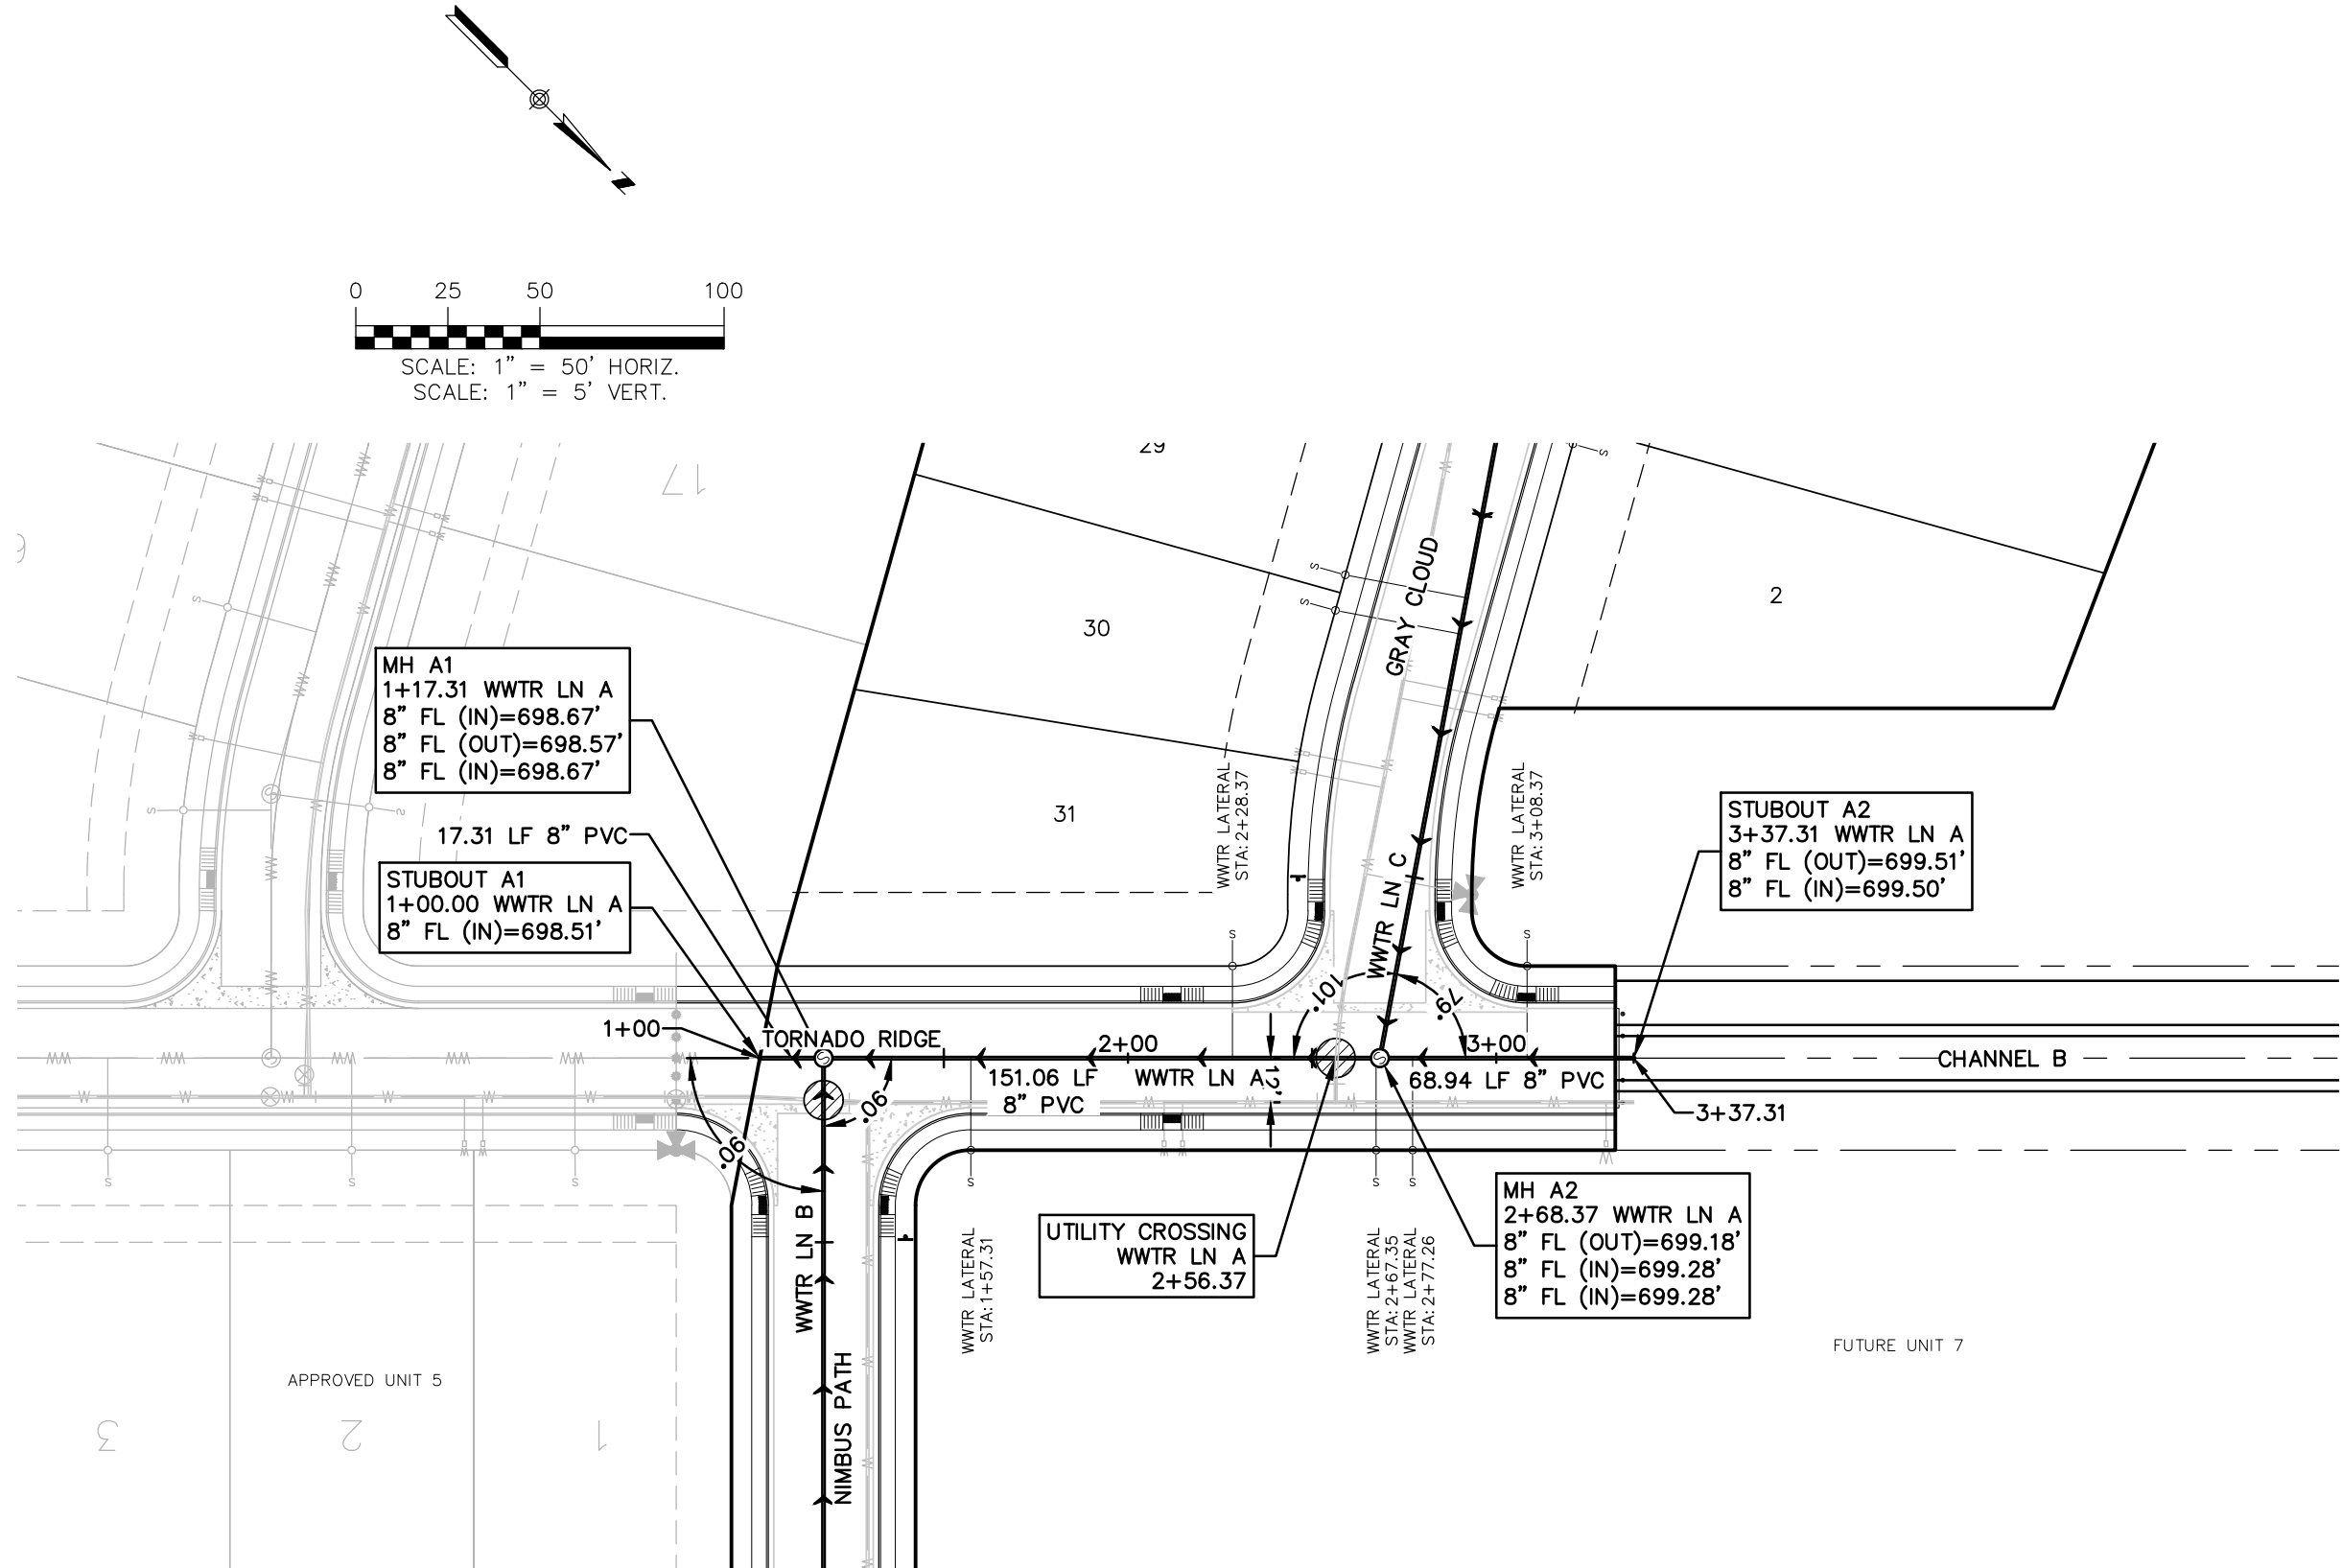 N
0 25 50 100
SCALE: 1” = 50’ HORIZ.
SCALE: 1” = 5’ VERT.
29
17
6
30
2
31
GRAY CLOUD
MH A1
1+17.31 WWTR LN A
8” FL (IN)=698.67’
8” FL (OUT)=698.57’
8” FL (IN)=698.67’
17.31 LF 8” PVC
STUBOUT A1
1+00.00 WWTR LN A
8” FL (IN)=698.51’
WWTR LATERAL
STA: 2+28.37
WWTR LATERAL
STA: 3+08.37
STUBOUT A2
3+37.31 WWTR LN A
8” FL (OUT)=699.51’
8” FL (IN)=699.50’
WWTR LN C
101°
79°
1+00
TORNADO RIDGE
2+00
3+00
CHANNEL B
151.06 LF
8” PVC
WWTR LN A
12'
68.94 LF 8” PVC
3+37.31
90°
90°
MH A2
2+68.37 WWTR LN A
8” FL (OUT)=699.18’
8” FL (IN)=699.28’
8” FL (IN)=699.28’
UTILITY CROSSING
WWTR LN A
2+56.37
WWTR LN B
NIMBUS PATH
WWTR LATERAL
STA: 1+57.31
WWTR LATERAL
STA: 2+67.35
WWTR LATERAL
STA: 2+77.26
APPROVED UNIT 5
FUTURE UNIT 7
3
2
1